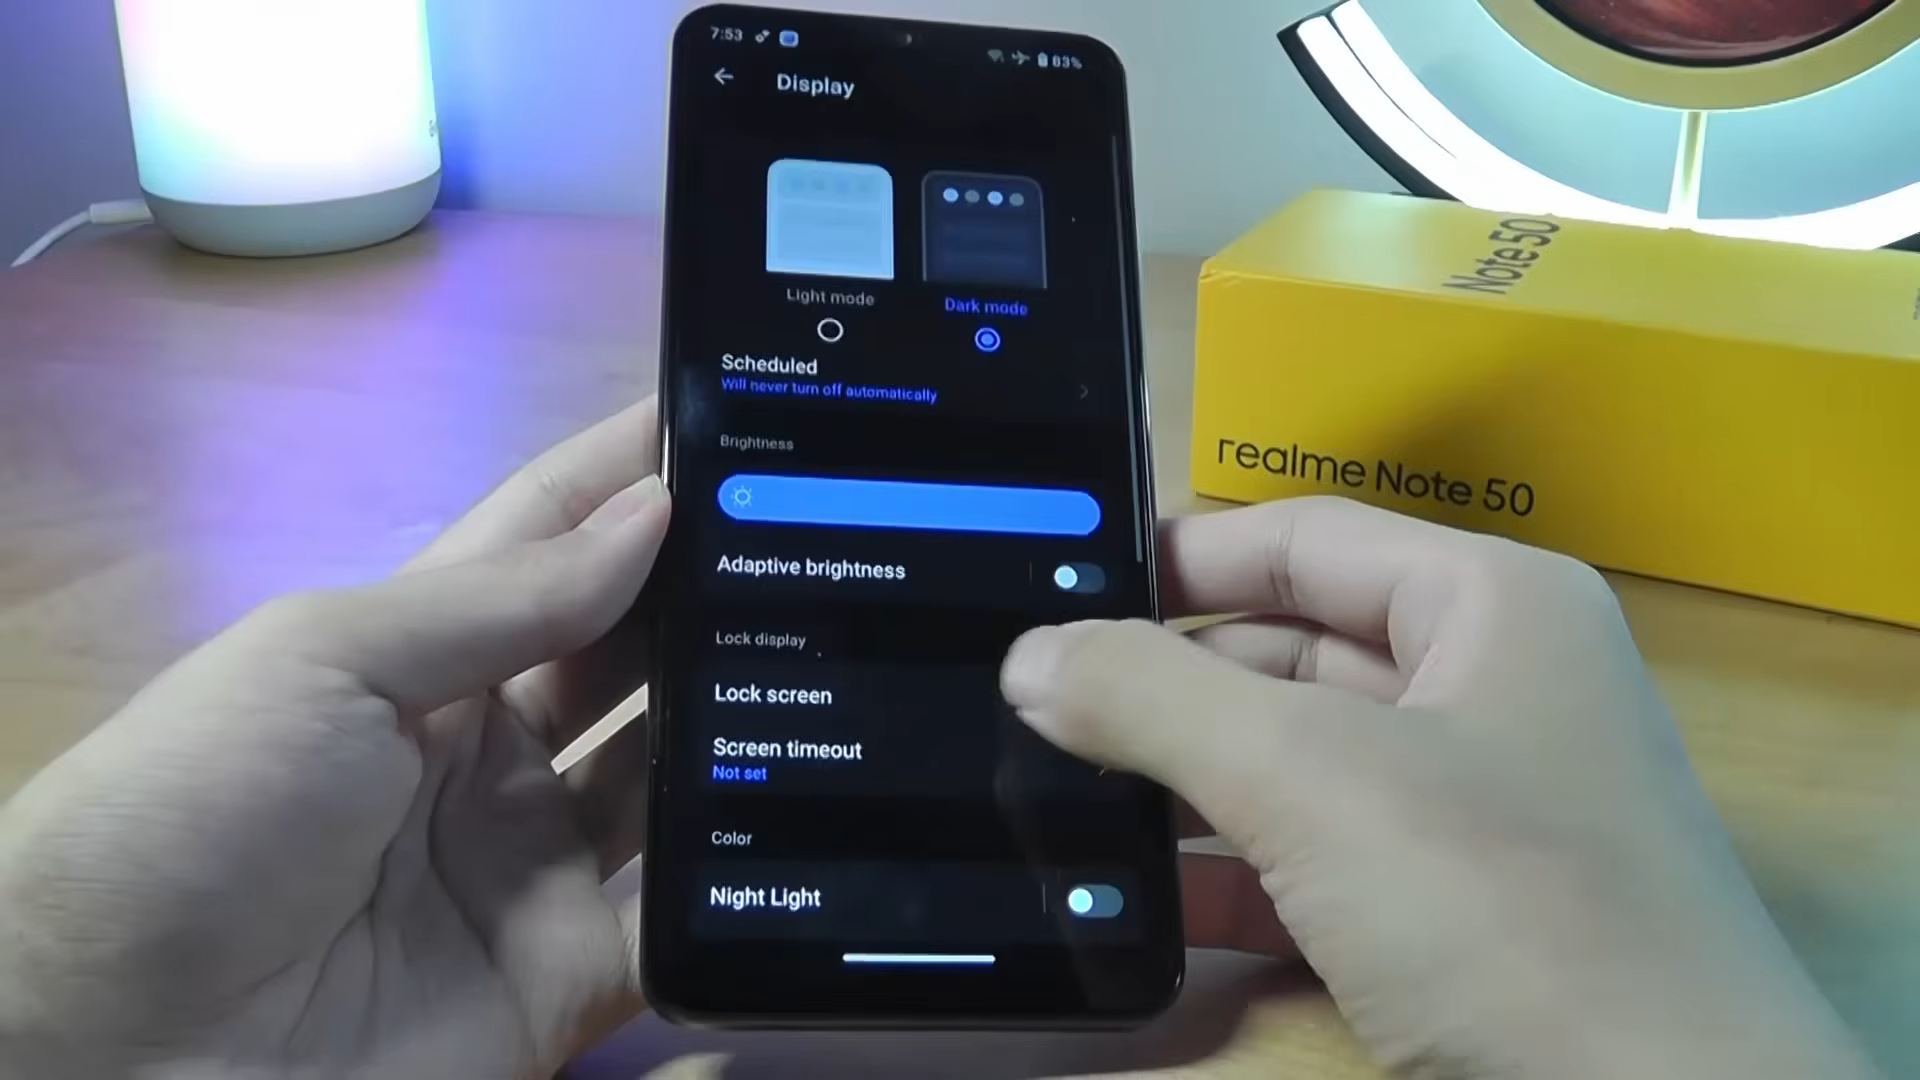 7:53
83%
Display
Light mode
Dark mode
Scheduled
Will never turn off automatically
Brightness
Adaptive brightness
Lock display
Lock screen
Screen timeout
Not set
Color
Night Light
Note 50
realme Note 50